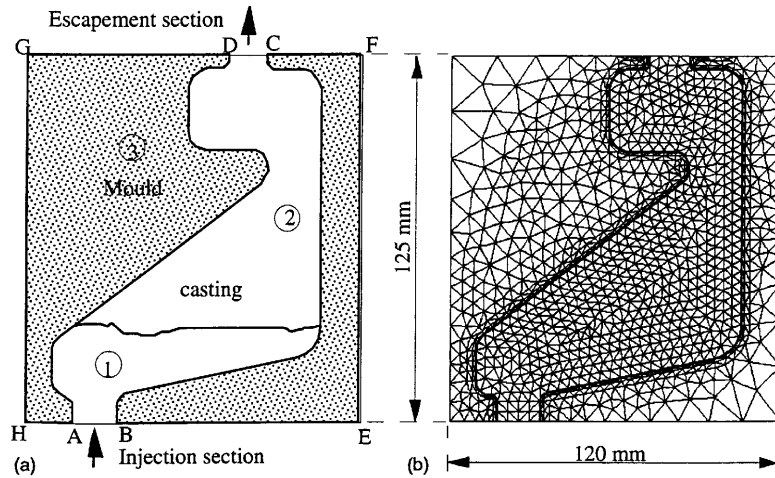 Escapement section
G
D
C
F
3
Mould
2
casting
1
H
A
B
E
(a)
Injection section
125 mm
(b)
120 mm